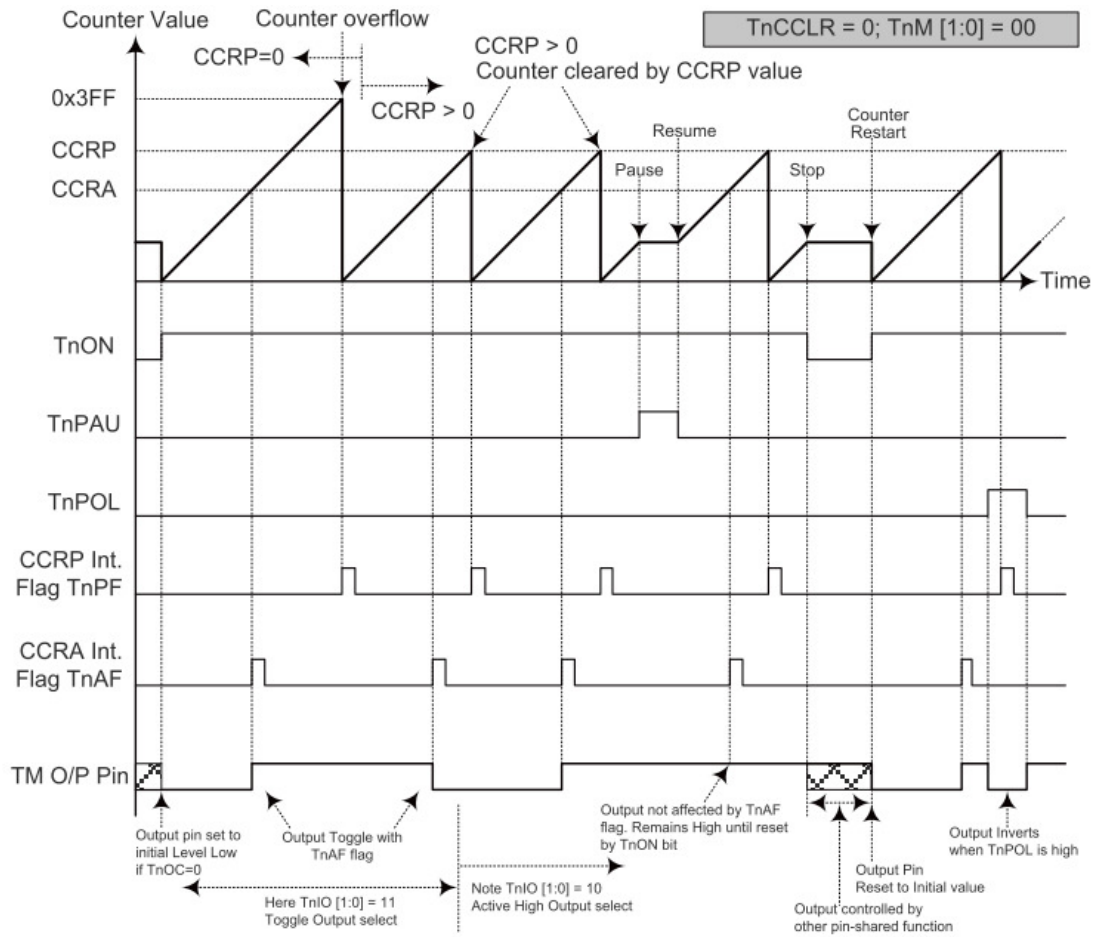 Counter Value
Counter overflow
TnCCLR = 0; TnM [1:0] = 00
CCRP=0
CCRP > 0
CCRP > 0
Counter cleared by CCRP value
0x3FF
CCRP
CCRA
Pause
Resume
Stop
Counter
Restart
Time
TnON
TnPAU
TnPOL
CCRP Int.
Flag TnPF
CCRA Int.
Flag TnAF
TM O/P Pin
Output pin set to
initial Level Low
if TnOC=0
Output Toggle with
TnAF flag
Here TnIO [1:0] = 11
Toggle Output select
Note TnIO [1:0] = 10
Active High Output select
Output not affected by TnAF
flag. Remains High until reset
by TnON bit
Output controlled by
other pin-shared function
Output Pin
Reset to Initial value
Output Inverts
when TnPOL is high